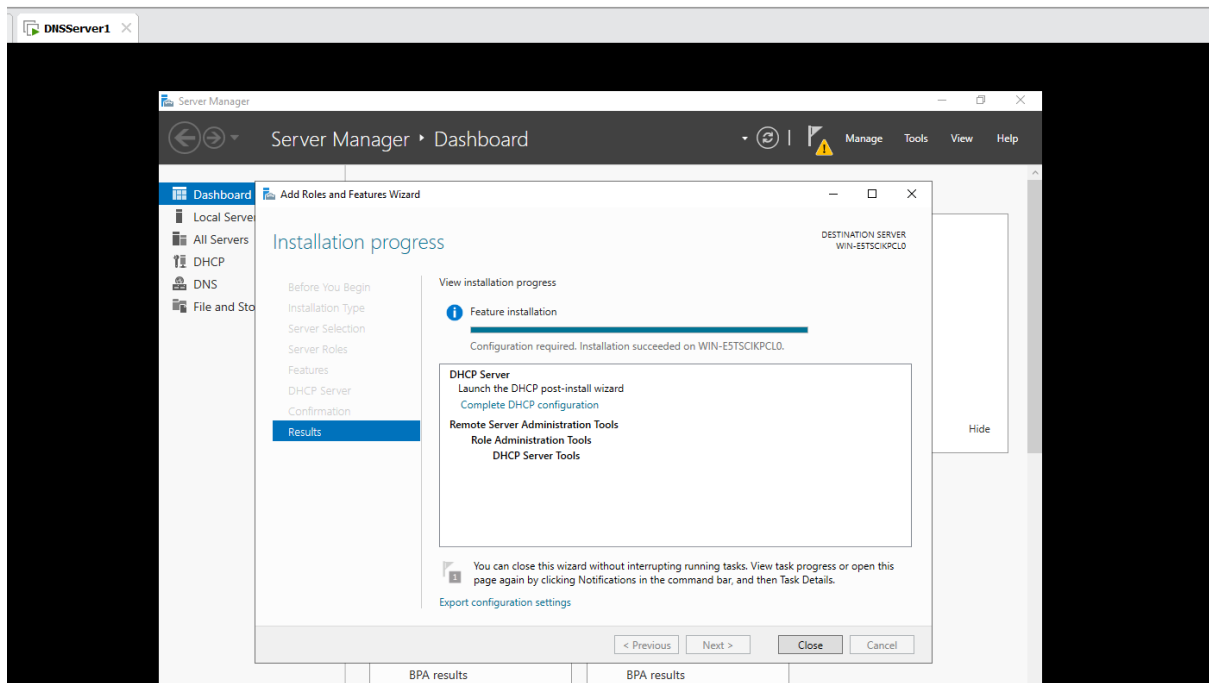 DNSServer1
Server Manager
Server Manager • Dashboard
Manage Tools View Help
Dashboard
Local Serve
All Servers
DHCP
DNS
File and Sto
Add Roles and Features Wizard
Installation progress
DESTINATION SERVER
WIN-E5TSCIKPCL0
Before You Begin
Installation Type
Server Selection
Server Roles
Features
DHCP Server
Confirmation
Results
View installation progress
Feature installation
Configuration required. Installation succeeded on WIN-E5TSCIKPCL0.
DHCP Server
Launch the DHCP post-install wizard
Complete DHCP configuration
Remote Server Administration Tools
Role Administration Tools
DHCP Server Tools
1
You can close this wizard without interrupting running tasks. View task progress or open this
page again by clicking Notifications in the command bar, and then Task Details.
Export configuration settings
< Previous Next > Close Cancel
Hide
BPA results BPA results